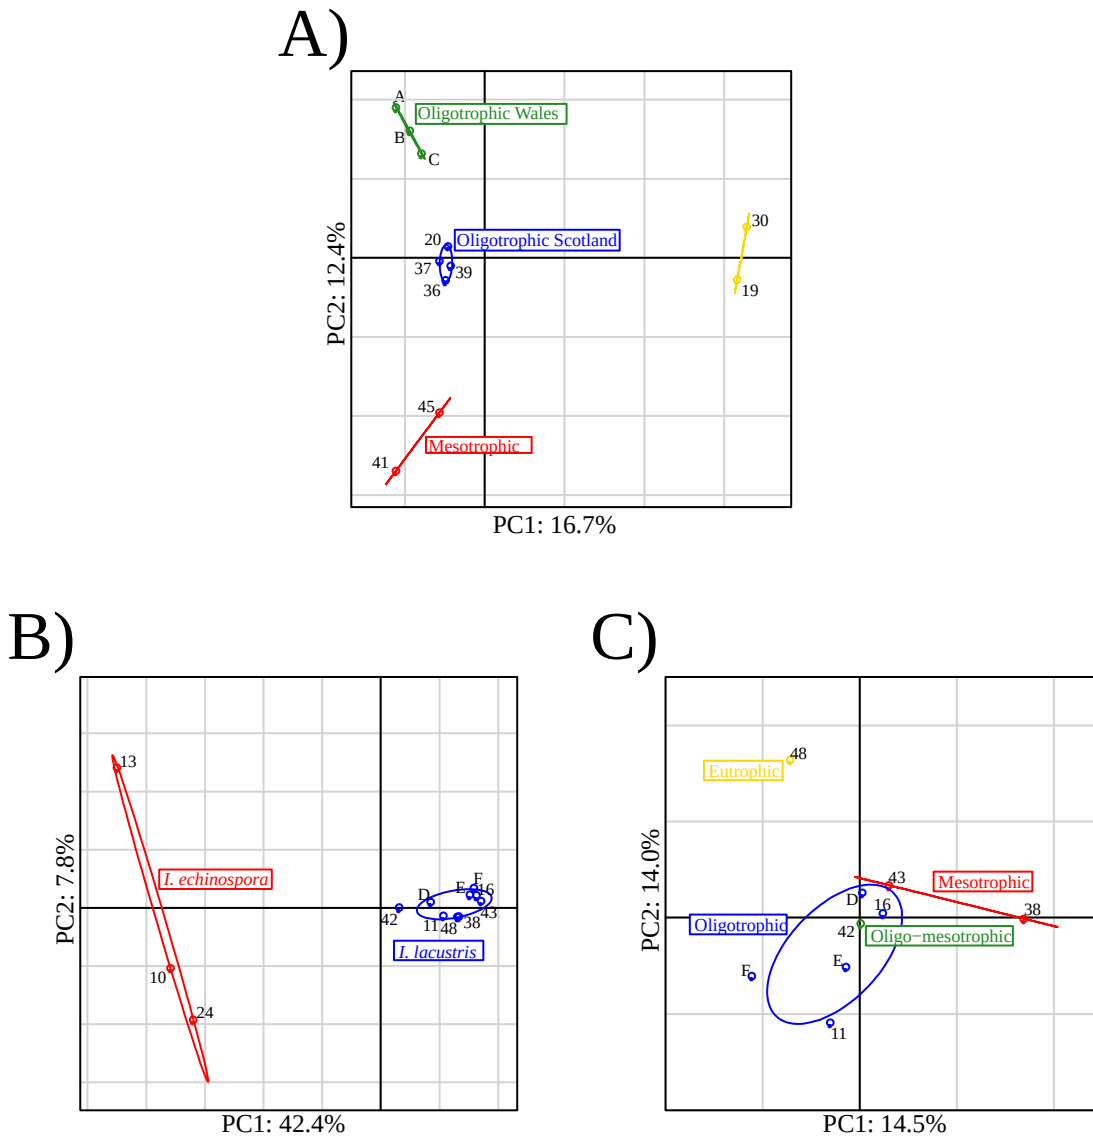 A)
A
Oligotrophic Wales
B
C
30
20
Oligotrophic Scotland
37
39
36
19
PC2: 12.4%
45
Mesotrophic
41
PC1: 16.7%
B)
13
I. echinospora
F
E
16
D
43
42
11
48
38
I. lacustris
10
24
PC2: 7.8%
PC1: 42.4%
C)
48
Eutrophic
43
Mesotrophic
D
16
38
Oligotrophic
42
Oligo−mesotrophic
E
F
11
PC2: 14.0%
PC1: 14.5%